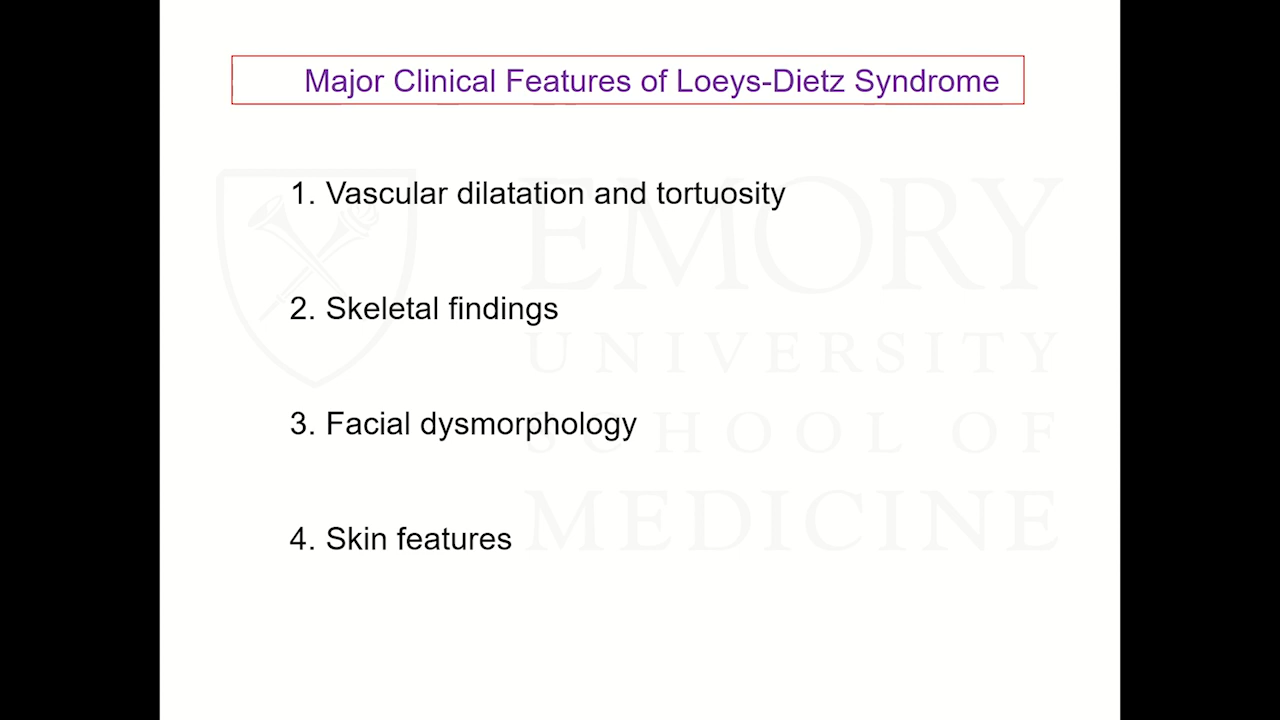 Major Clinical Features of Loeys-Dietz Syndrome
1. Vascular dilatation and tortuosity
2. Skeletal findings
3. Facial dysmorphology
4. Skin features
EMORY
UNIVERSITY
SCHOOL OF
MEDICINE